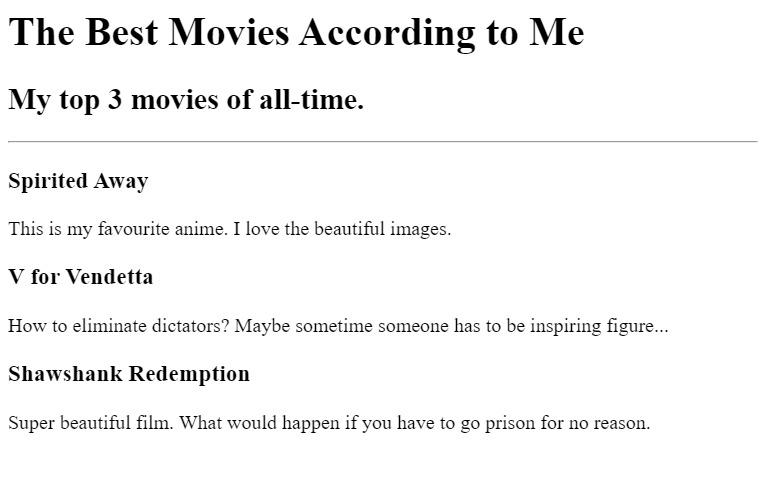 The Best Movies According to Me
My top 3 movies of all-time.
Spirited Away
This is my favourite anime. I love the beautiful images.
V for Vendetta
How to eliminate dictators? Maybe sometime someone has to be inspiring figure...
Shawshank Redemption
Super beautiful film. What would happen if you have to go prison for no reason.